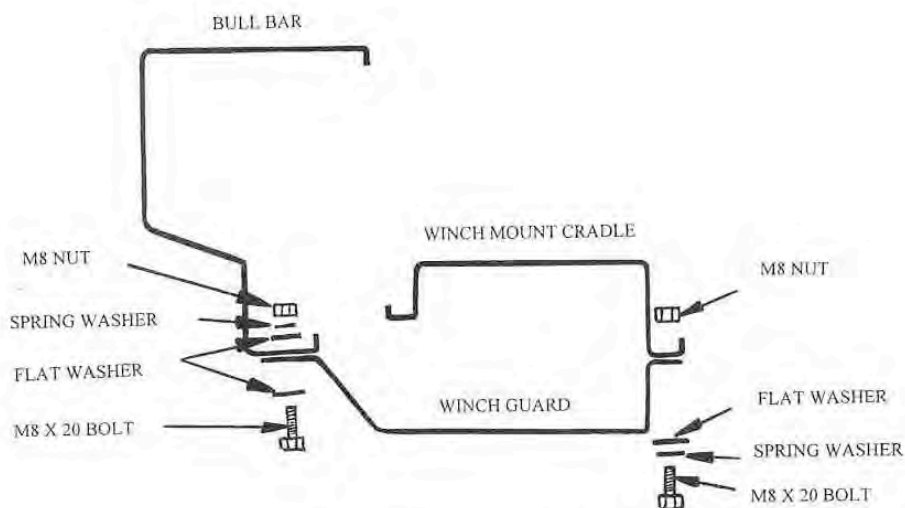 BULL BAR
WINCH MOUNT CRADLE
M8 NUT
M8 NUT
SPRING WASHER
FLAT WASHER
WINCH GUARD
FLAT WASHER
M8 X 20 BOLT
SPRING WASHER
M8 X 20 BOLT